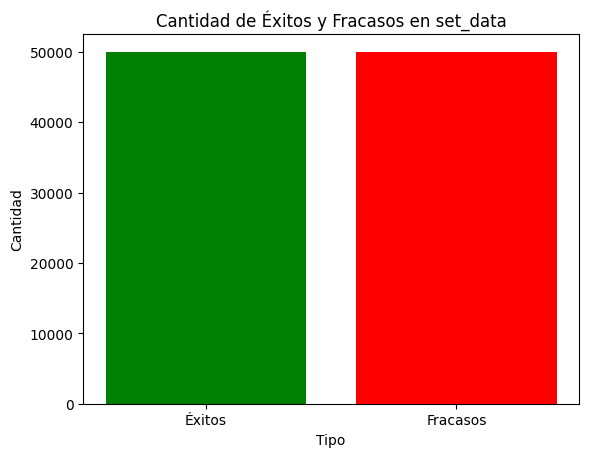 Cantidad de Éxitos y Fracasos en set_data
50000
40000
30000
20000
10000
0
Cantidad
Éxitos
Fracasos
Tipo